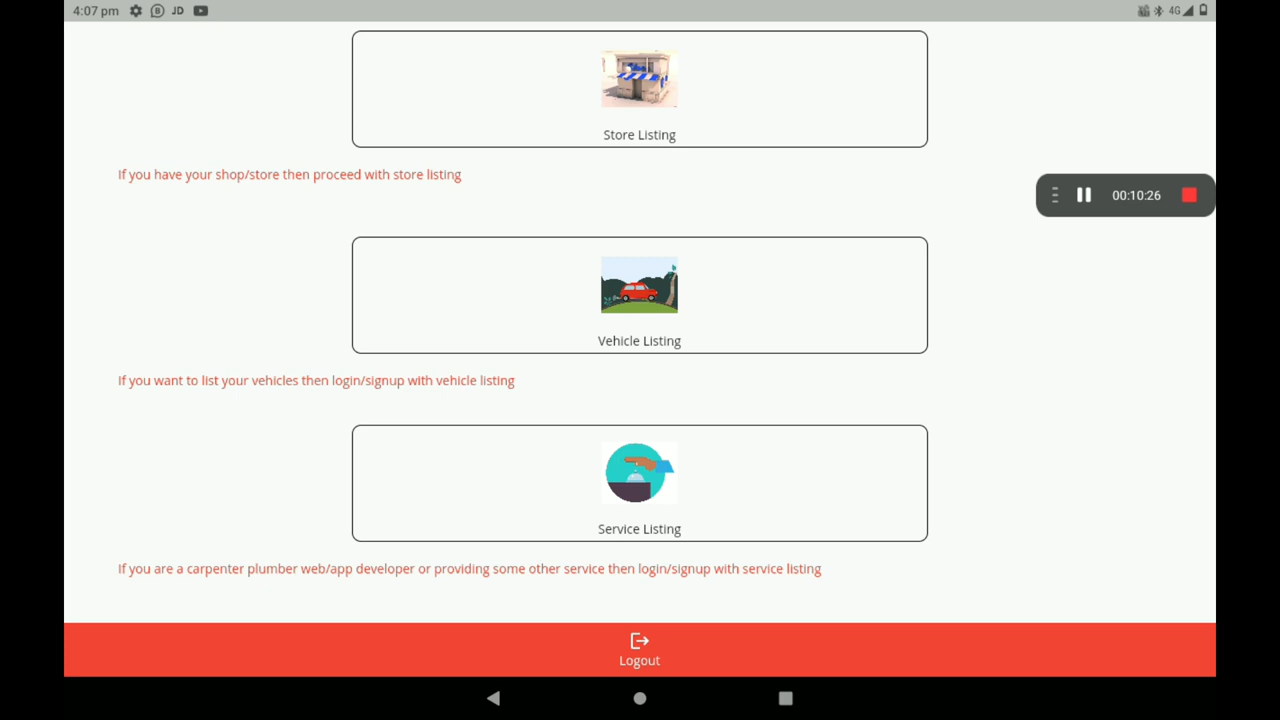 4:07 pm JD 4G
Store Listing
If you have your shop/store then proceed with store listing
00:10:26
Vehicle Listing
If you want to list your vehicles then login/signup with vehicle listing
Service Listing
If you are a carpenter plumber web/app developer or providing some other service then login/signup with service listing
Logout